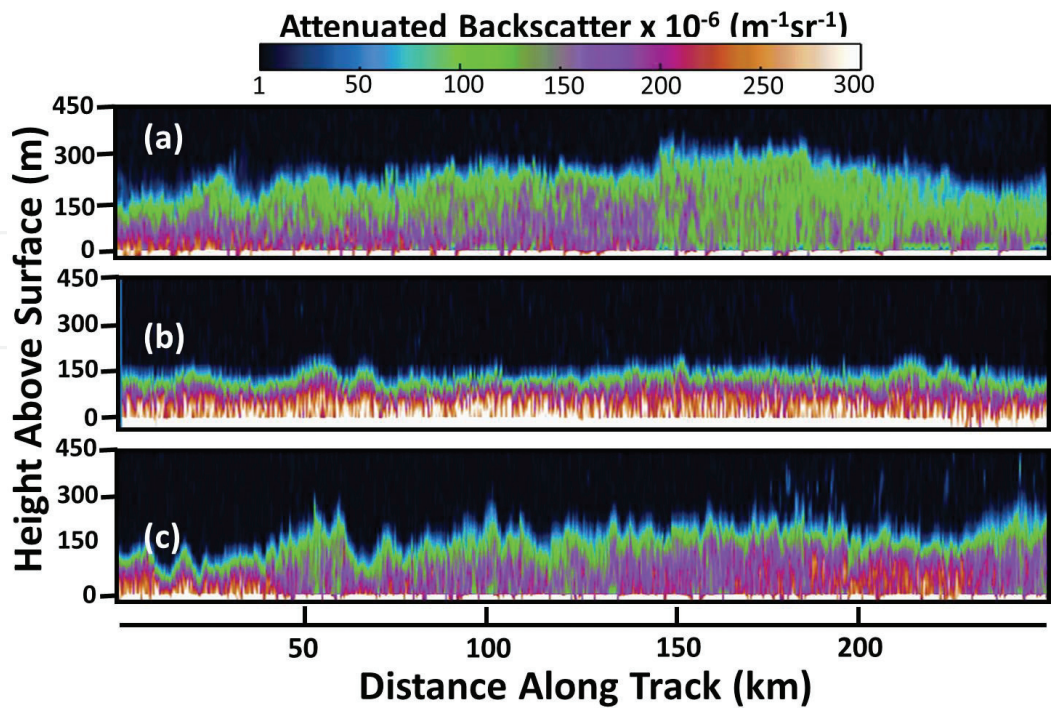 Attenuated Backscatter x 10⁻⁶ (m⁻¹sr⁻¹)
1 50 100 150 200 250 300
Height Above Surface (m)
450
(a)
300
150
0
450
300
(b)
150
0
450
300
150
(c)
0
50 100 150 200
Distance Along Track (km)